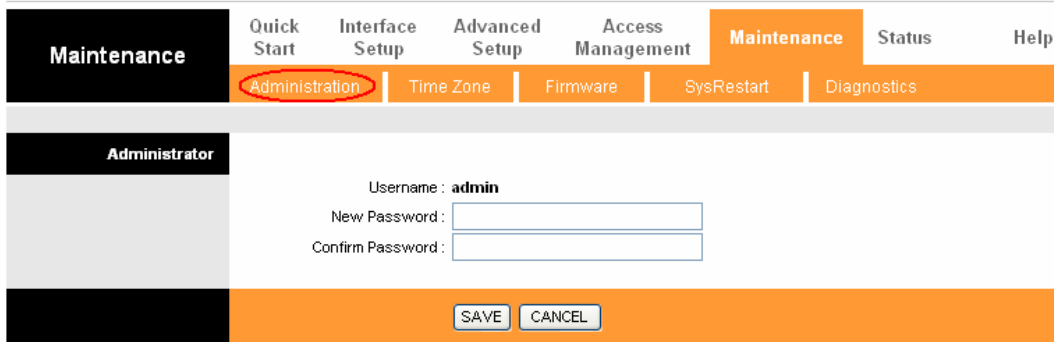 Maintenance
Quick Start
Interface Setup
Advanced Setup
Access Management
Maintenance
Status
Help
Administration
Time Zone
Firmware
SysRestart
Diagnostics
Administrator
Username : admin
New Password :
Confirm Password :
SAVE
CANCEL